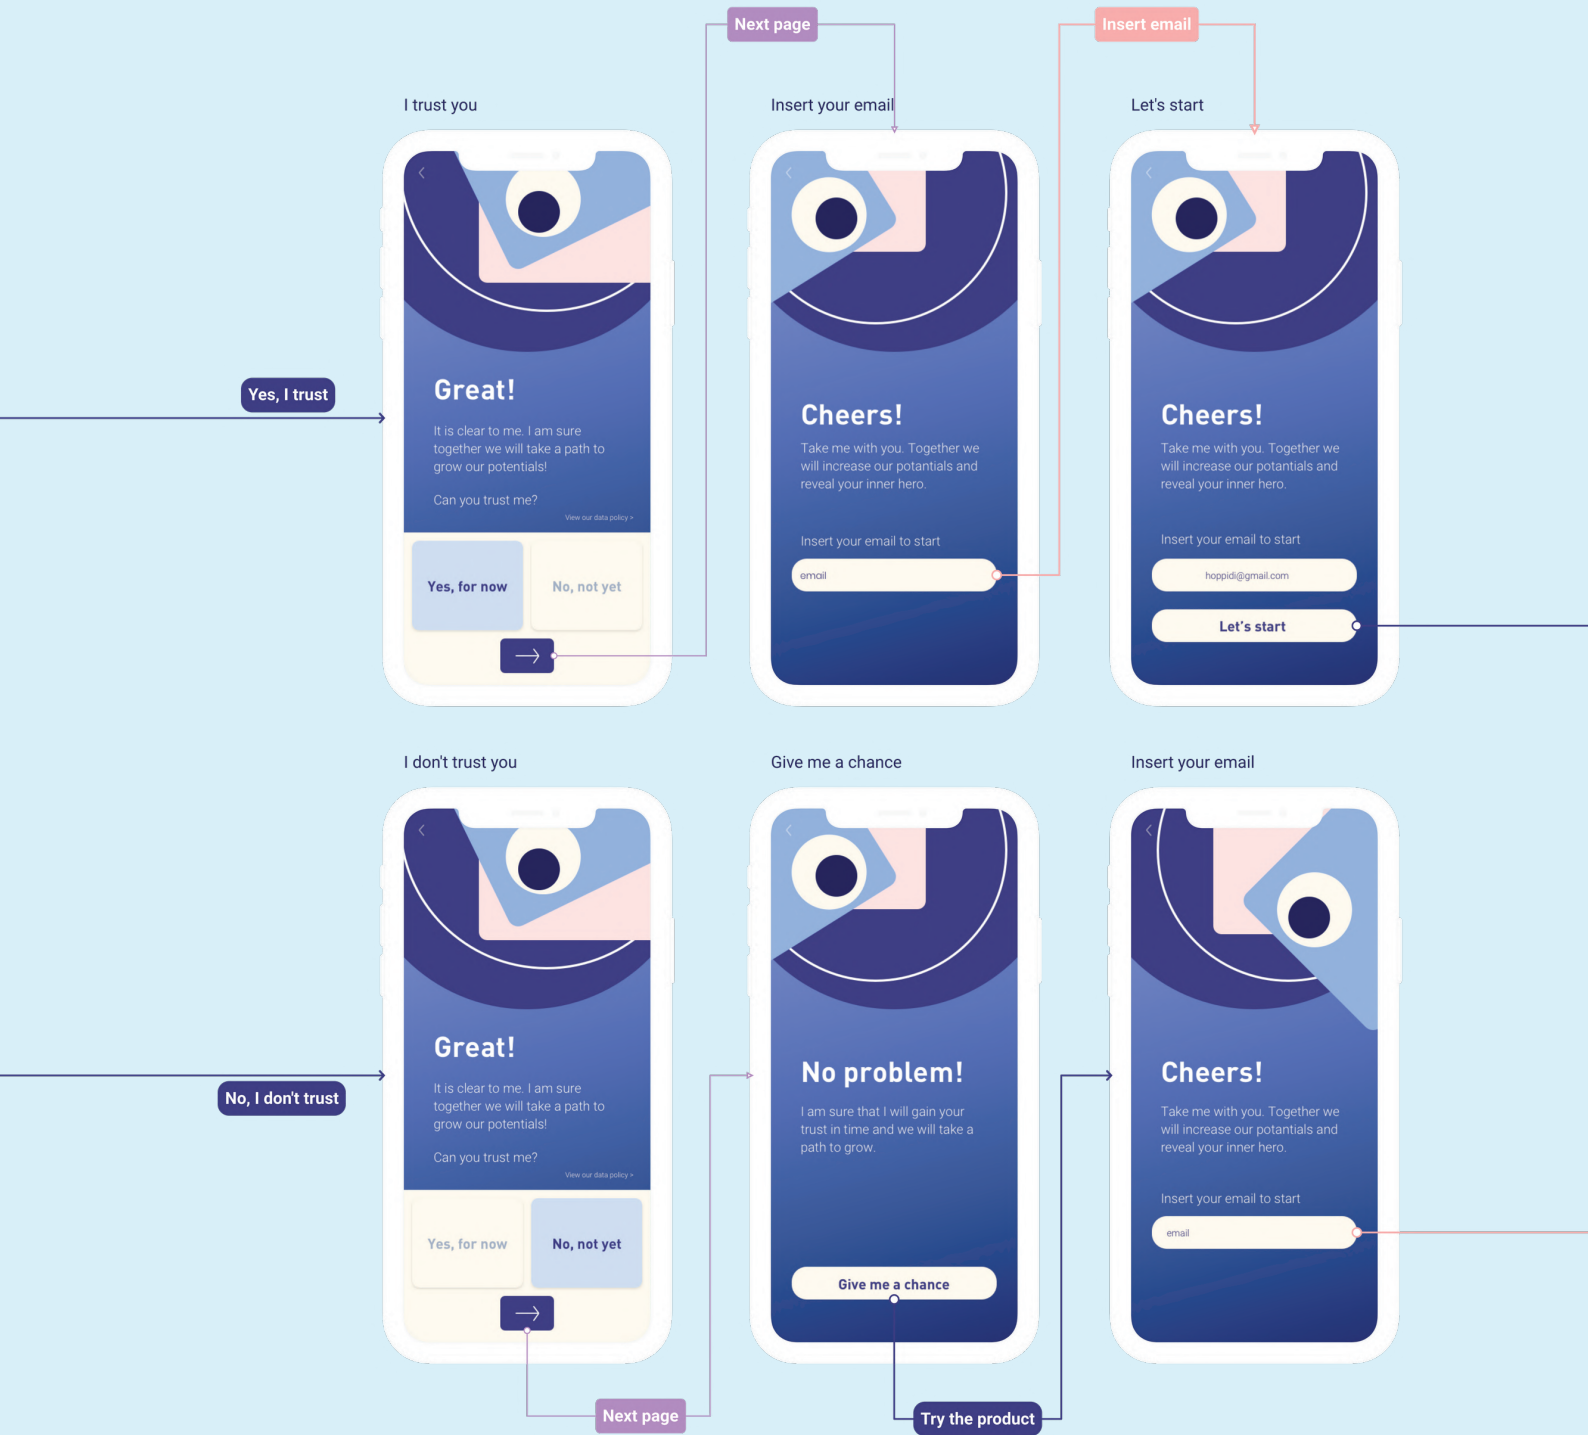 Next page
Insert email
I trust you
Insert your email
Let's start
Yes, I trust
Great!
It is clear to me. I am sure
together we will take a path to
grow our potentials!
Can you trust me?
View our data policy >
Yes, for now
No, not yet
Cheers!
Take me with you. Together we
will increase our potantials and
reveal your inner hero.
Insert your email to start
email
Cheers!
Take me with you. Together we
will increase our potantials and
reveal your inner hero.
Insert your email to start
hoppidi@gmail.com
Let's start
I don't trust you
Give me a chance
Insert your email
No, I don't trust
Great!
It is clear to me. I am sure
together we will take a path to
grow our potentials!
Can you trust me?
View our data policy >
Yes, for now
No, not yet
No problem!
I am sure that I will gain your
trust in time and we will take a
path to grow.
Give me a chance
Cheers!
Take me with you. Together we
will increase our potantials and
reveal your inner hero.
Insert your email to start
email
Next page
Try the product